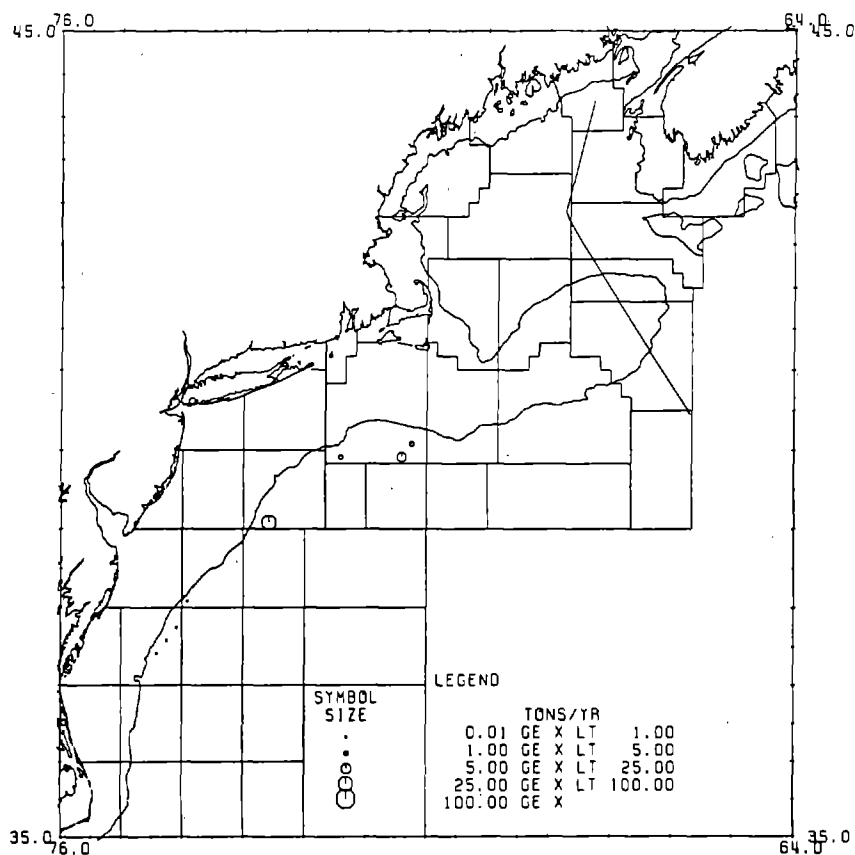 76.0 64.0
45.0 45.0
LEGEND
SYMBOL
SIZE
TONS/YR
0.01 GE X LT 1.00
1.00 GE X LT 5.00
5.00 GE X LT 25.00
25.00 GE X LT 100.00
100.00 GE X
35.0 35.0
76.0 64.0